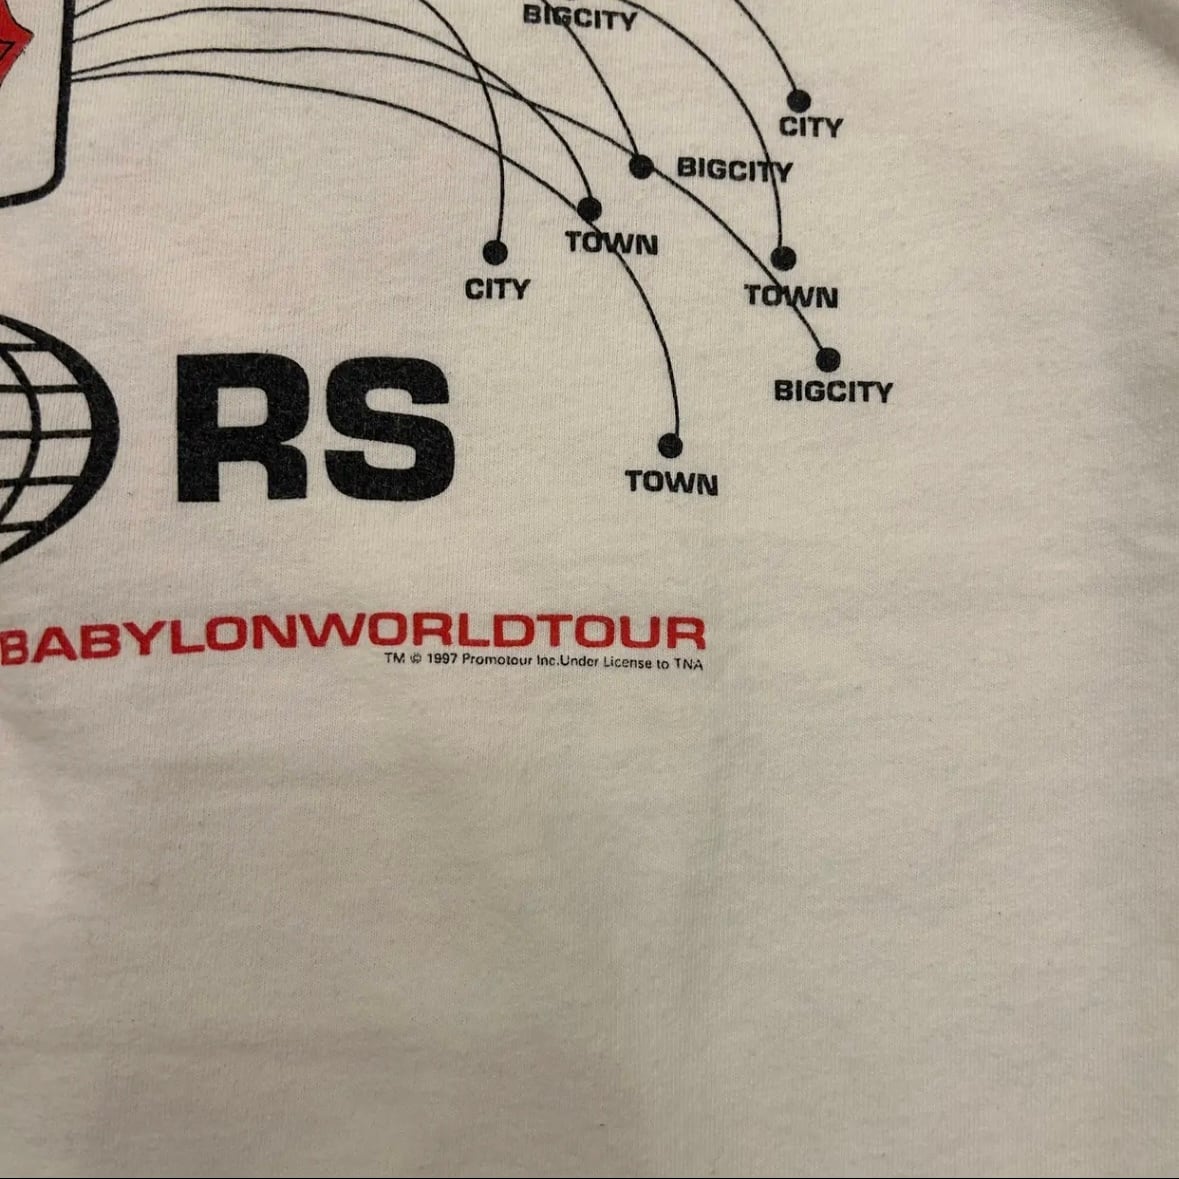 BIGCITY
CITY
BIGCITY
TOWN
CITY
TOWN
BIGCITY
RS
TOWN
BABYLONWORLDTOUR
TM © 1997 Promotour Inc.Under License to TNA